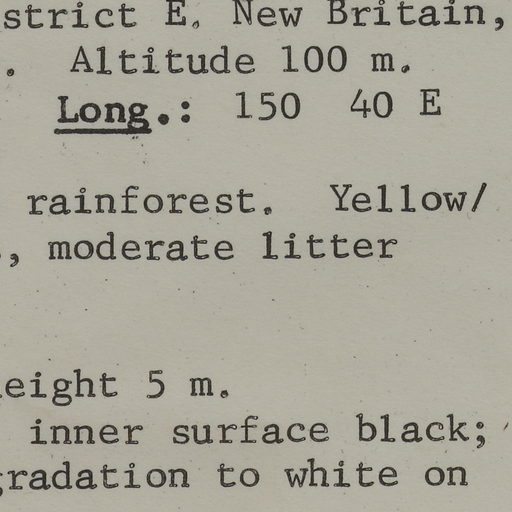 strict E. New Britain,
. Altitude 100 m.
Long.: 150 40 E
rainforest. Yellow/
, moderate litter
eight 5 m.
inner surface black;
gradation to white on